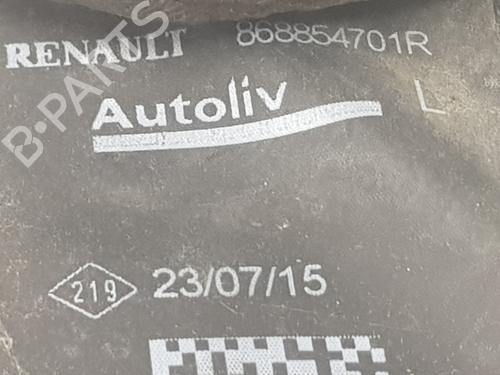 RENAULT 868854701R
Autoliv L
219 23/07/15
B-PARTS